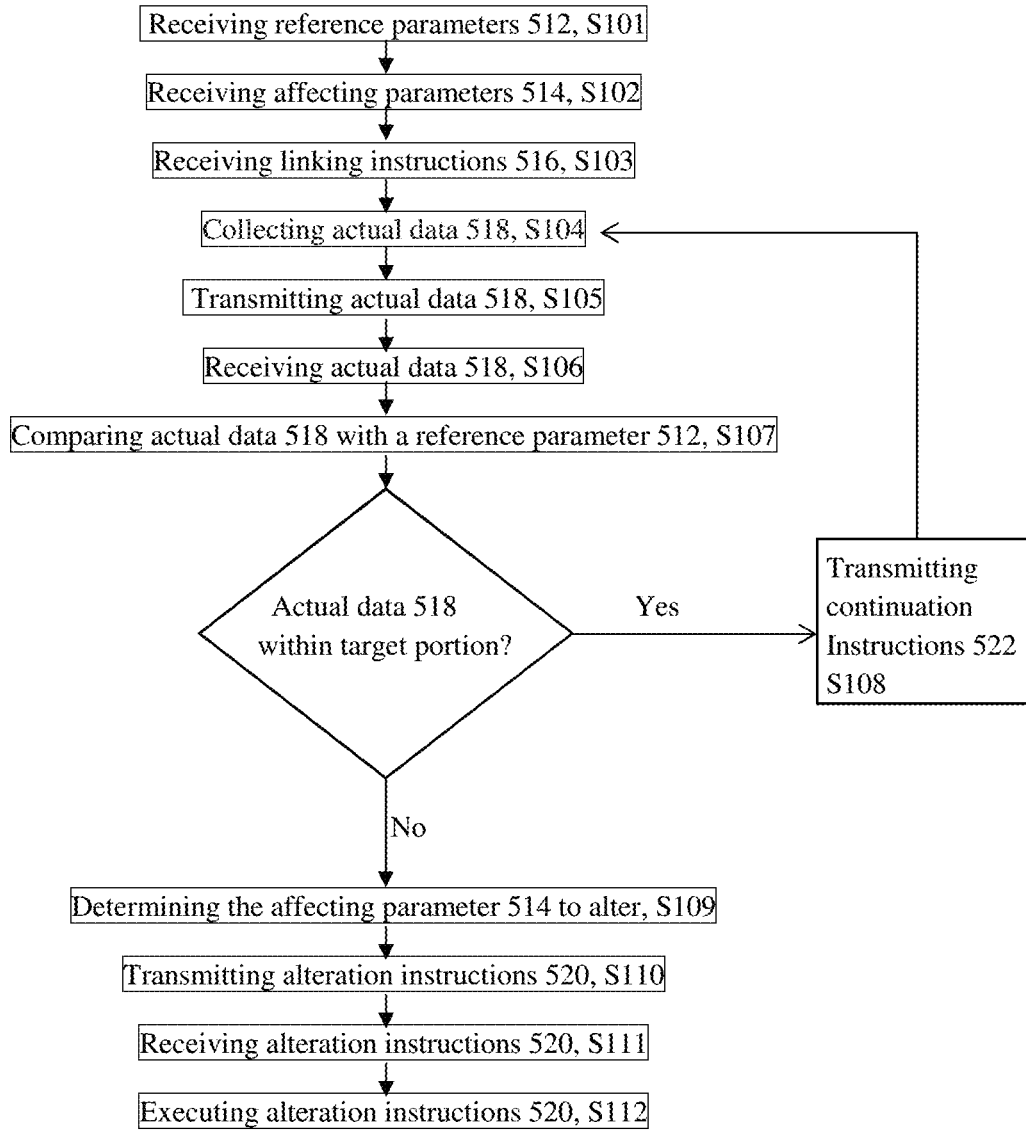 Receiving reference parameters 512, S101
Receiving affecting parameters 514, S102
Receiving linking instructions 516, S103
Collecting actual data 518, S104
Transmitting actual data 518, S105
Receiving actual data 518, S106
Comparing actual data 518 with a reference parameter 512, S107
Actual data 518
within target portion?
Yes
Transmitting
continuation
Instructions 522
S108
No
Determining the affecting parameter 514 to alter, S109
Transmitting alteration instructions 520, S110
Receiving alteration instructions 520, S111
Executing alteration instructions 520, S112